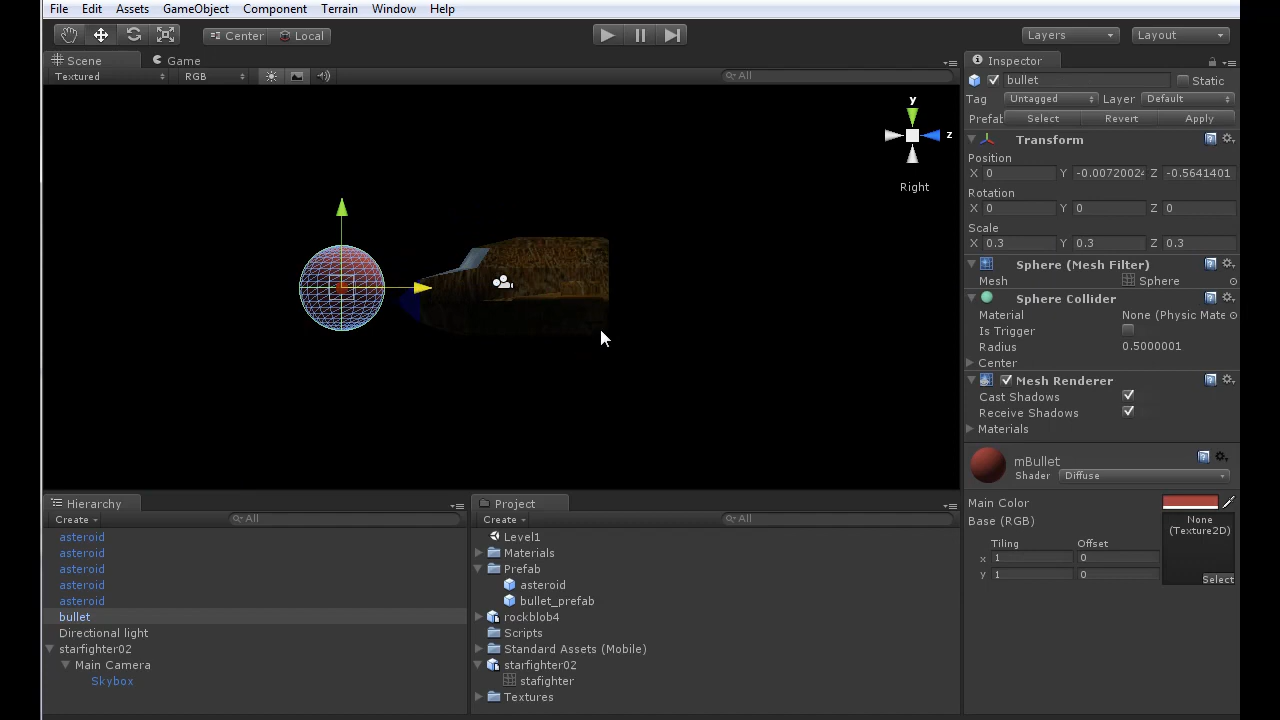 File Edit Assets GameObject Component Terrain Window Help
Center Local Layers Layout
Scene Game Inspector
Textured RGB All
bullet Static
Tag Untagged Layer Default
Prefab Select Revert Apply
Transform
Position
X 0 Y -0.0072002 Z -0.5641401
Rotation
X 0 Y 0 Z 0
Scale
X 0.3 Y 0.3 Z 0.3
Sphere (Mesh Filter)
Mesh Sphere
Sphere Collider
Material None (Physic Mate
Is Trigger
Radius 0.5000001
Center
Mesh Renderer
Cast Shadows
Receive Shadows
Materials
mBullet
Shader Diffuse
Main Color
Base (RGB)
None
(Texture2D)
Tiling Offset
x 1 0
y 1 0
Select
y
z
Right
Hierarchy
Create All
asteroid
asteroid
asteroid
asteroid
asteroid
bullet
Directional light
starfighter02
Main Camera
Skybox
Project
Create All
Level1
Materials
Prefab
asteroid
bullet_prefab
rockblob4
Scripts
Standard Assets (Mobile)
starfighter02
stafighter
Textures